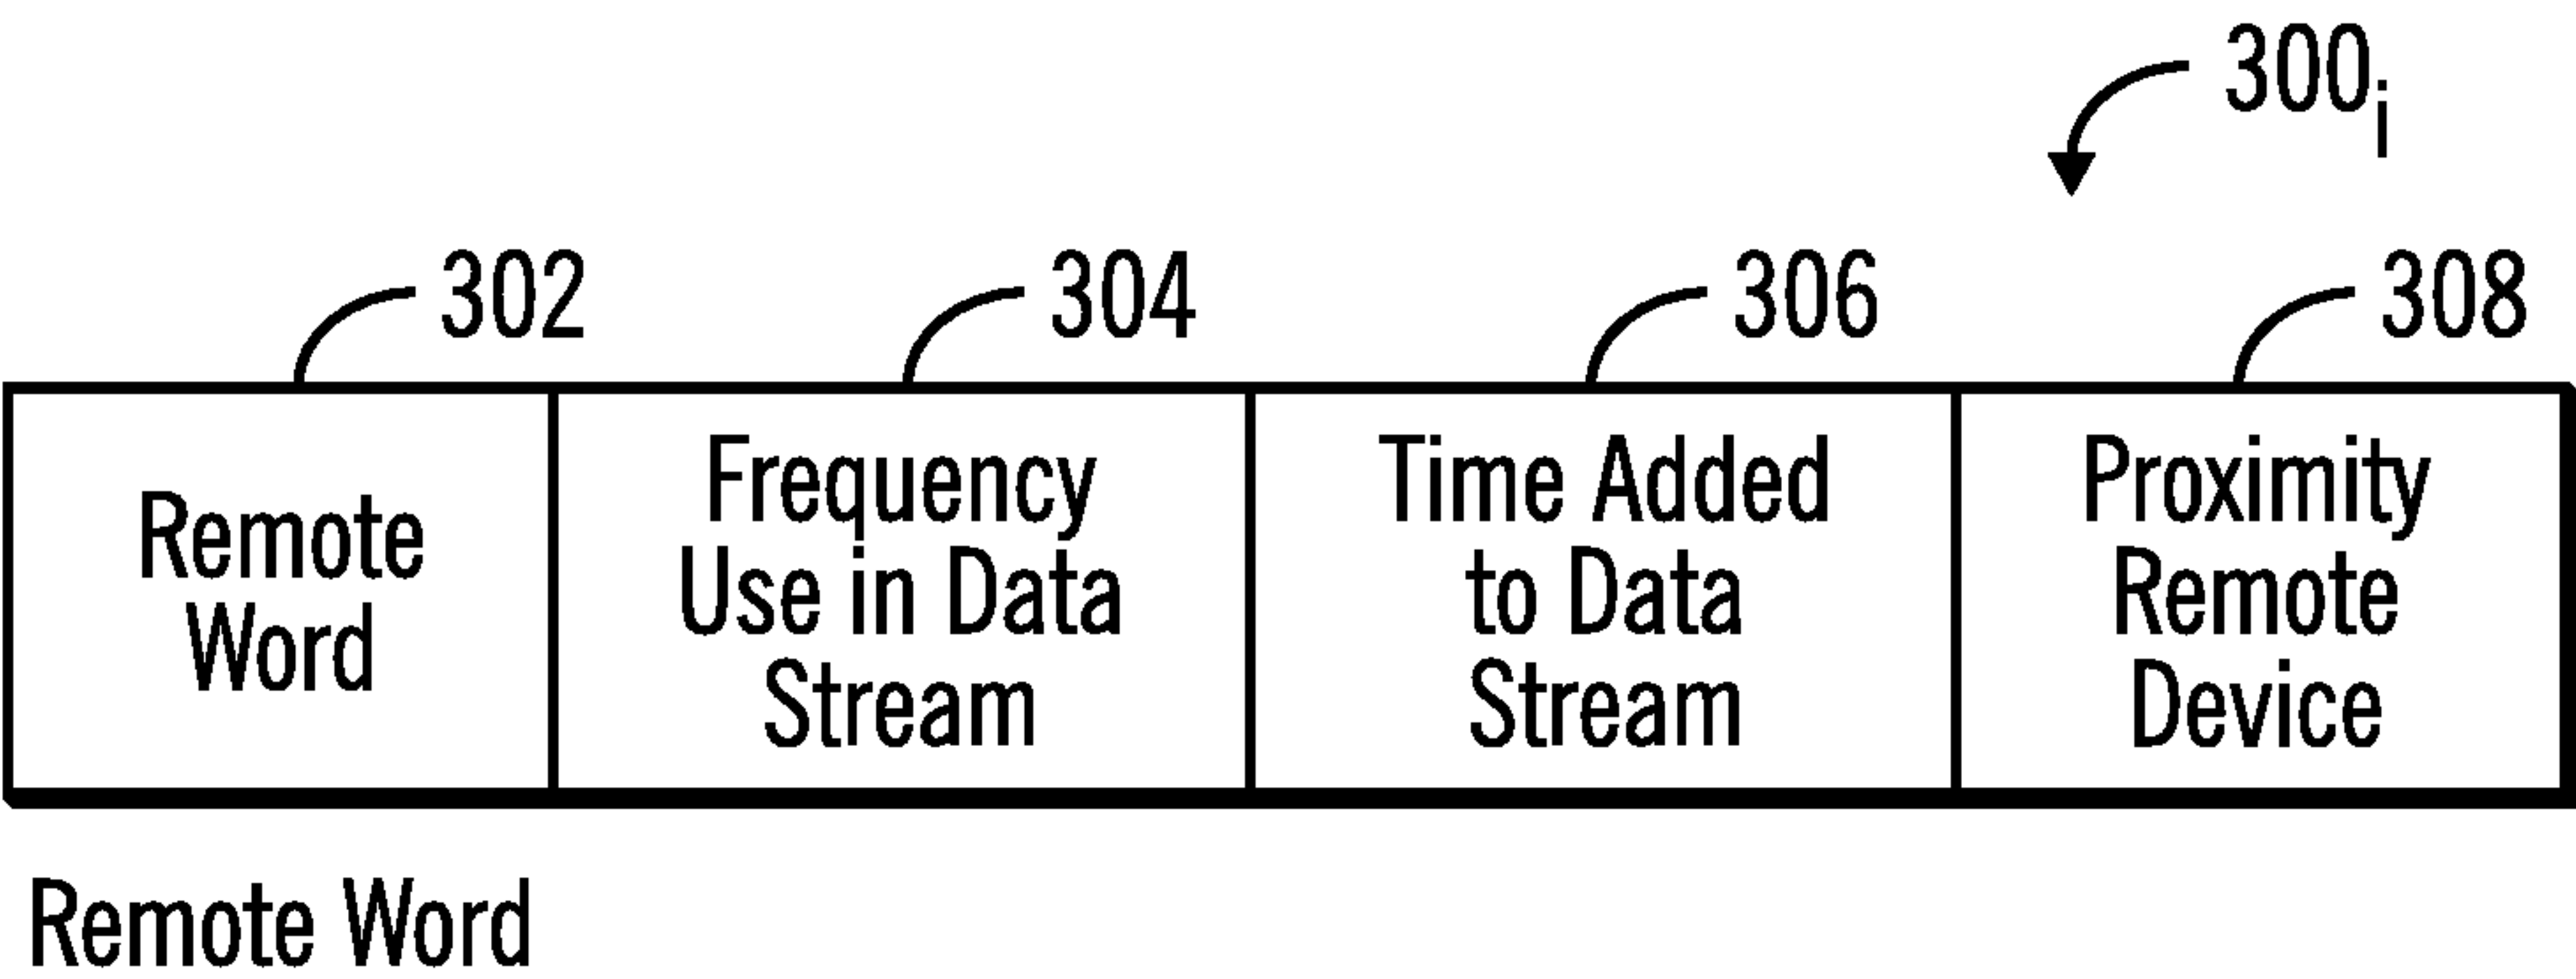 300i
302
304
306
308
Remote
Word
Frequency
Use in Data
Stream
Time Added
to Data
Stream
Proximity
Remote
Device
Remote Word